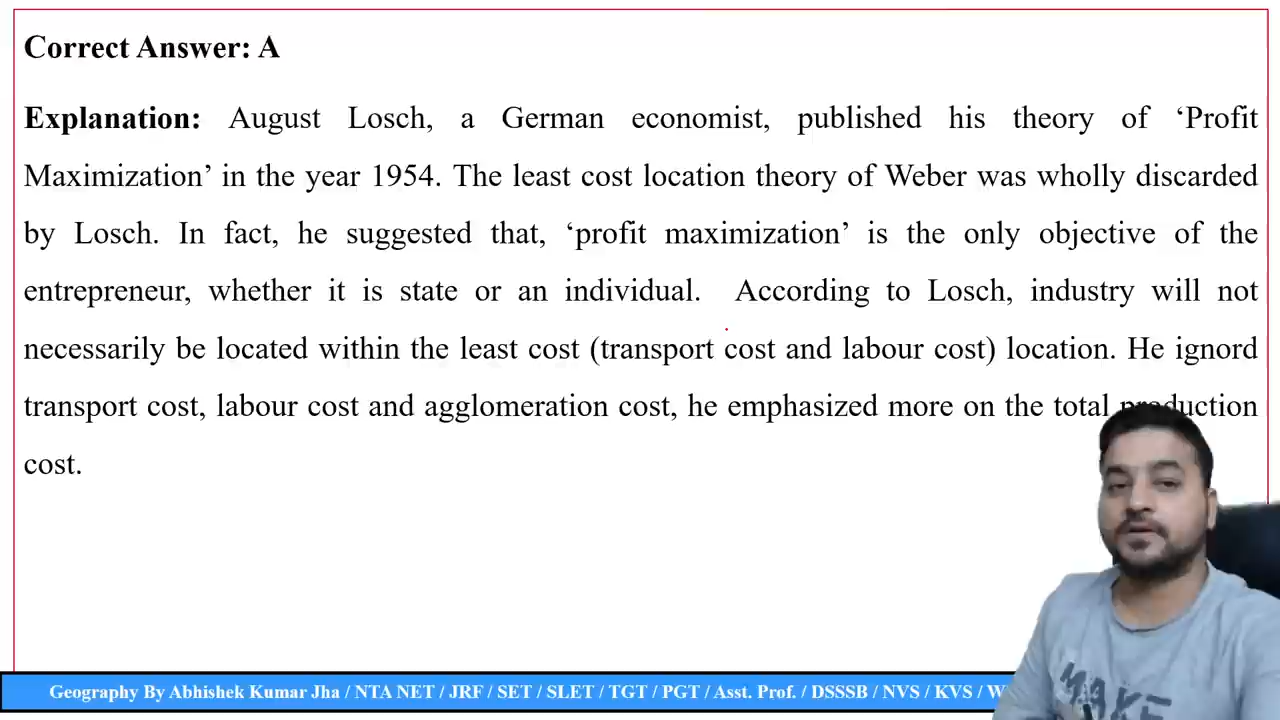 Correct Answer: A
Explanation: August Losch, a German economist, published his theory of ‘Profit
Maximization’ in the year 1954. The least cost location theory of Weber was wholly discarded
by Losch. In fact, he suggested that, ‘profit maximization’ is the only objective of the
entrepreneur, whether it is state or an individual. According to Losch, industry will not
necessarily be located within the least cost (transport cost and labour cost) location. He ignord
transport cost, labour cost and agglomeration cost, he emphasized more on the total production
cost.
Geography By Abhishek Kumar Jha / NTA NET / JRF / SET / SLET / TGT / PGT / Asst. Prof. / DSSSB / NVS / KVS /
MAKE